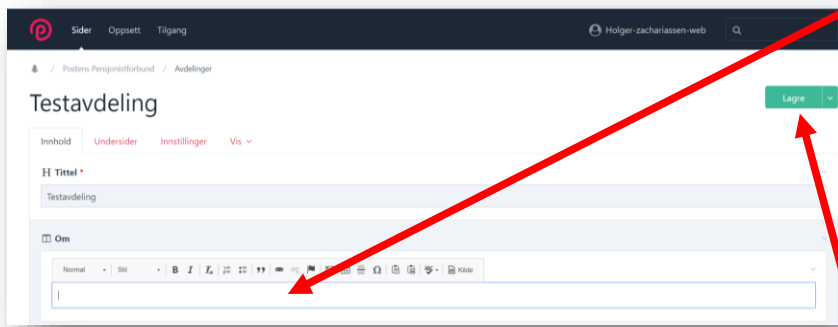 Sider Oppsett Tilgang Holger-zachariassen-web
/ Postens Pensjonistforbund / Avdelinger
Testavdeling
Lagre
Innhold Undersider Innstillinger Vis
H Tittel *
Testavdeling
Om
Normal Stil B I Ix Ω Kilde